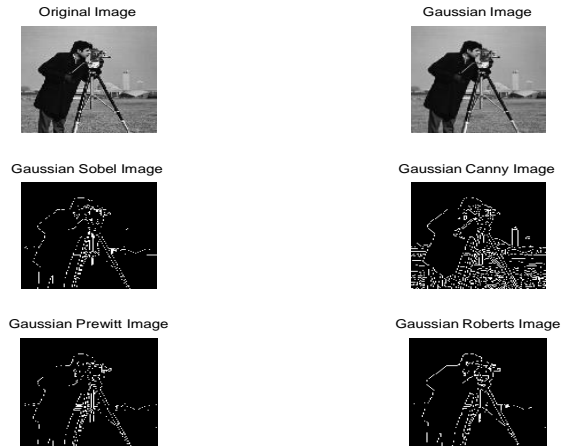 Original Image
Gaussian Image
Gaussian Sobel Image
Gaussian Canny Image
Gaussian Prewitt Image
Gaussian Roberts Image